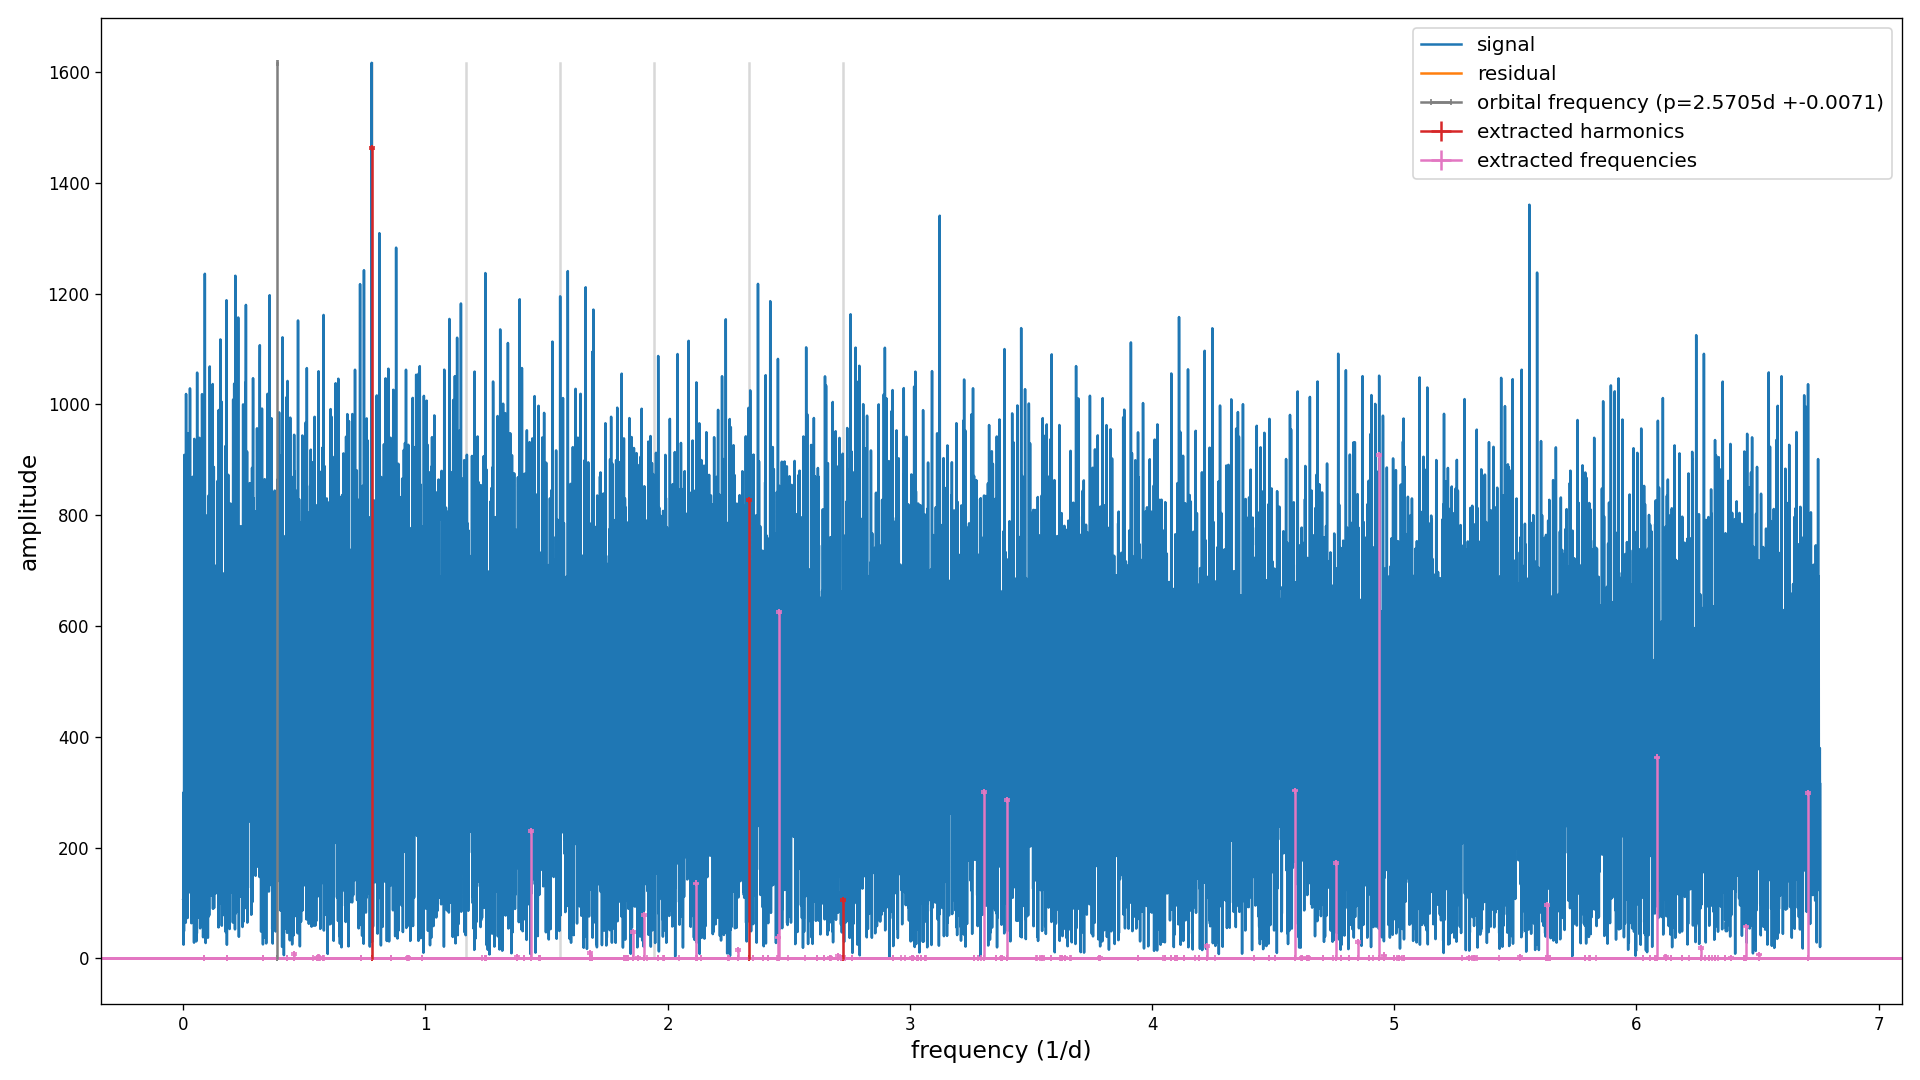 signal
residual
orbital frequency (p=2.5705d +-0.0071)
extracted harmonics
extracted frequencies
1600
1400
1200
1000
800
600
400
200
0
amplitude
0 1 2 3 4 5 6 7
frequency (1/d)